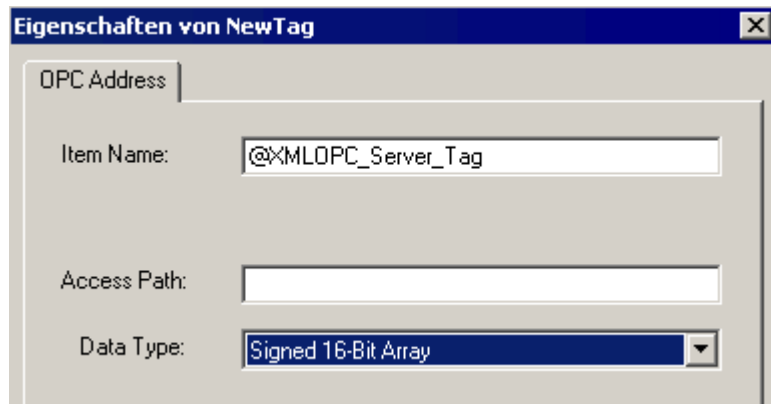 Eigenschaften von NewTag
OPC Address
Item Name: @XMLOPC_Server_Tag
Access Path:
Data Type: Signed 16-Bit Array